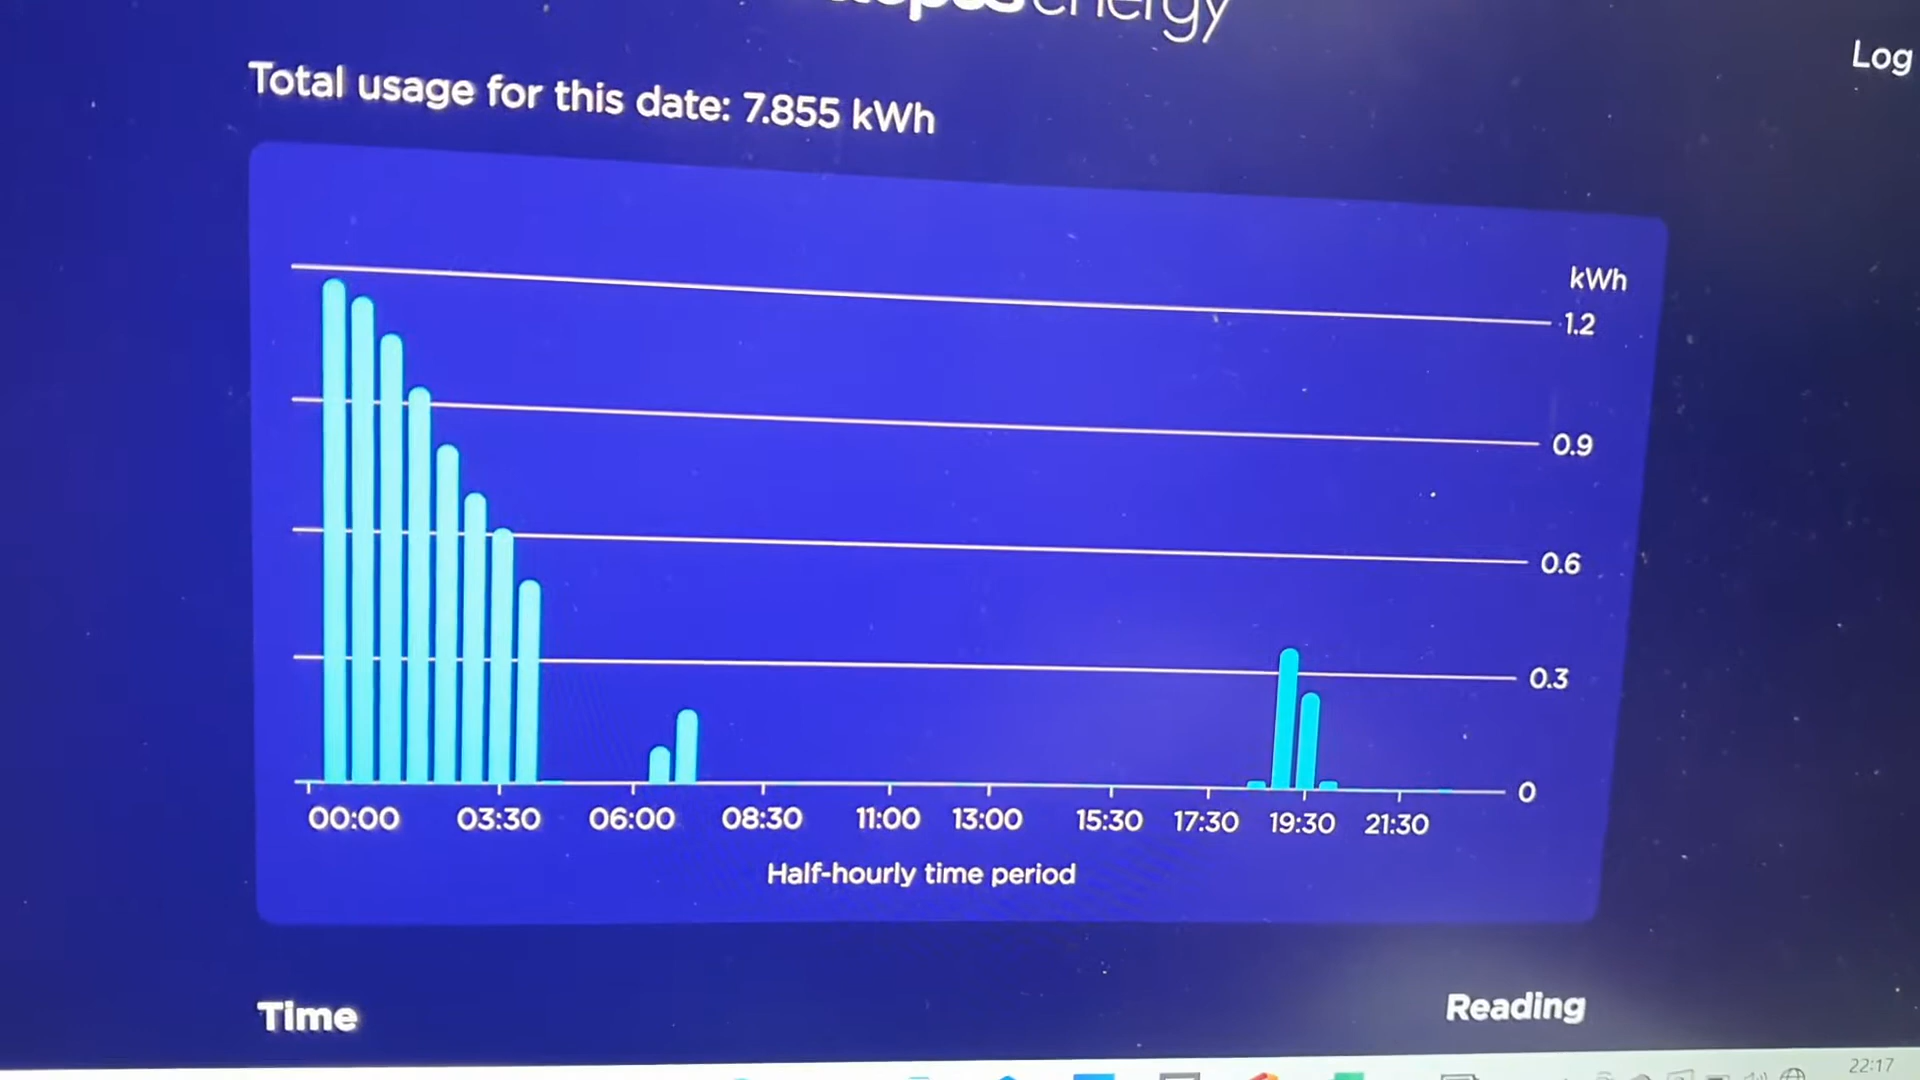 energy
Log
Total usage for this date: 7.855 kWh
kWh
1.2
0.9
0.6
0.3
0
00:00 03:30 06:00 08:30 11:00 13:00 15:30 17:30 19:30 21:30
Half-hourly time period
Time Reading
22:17